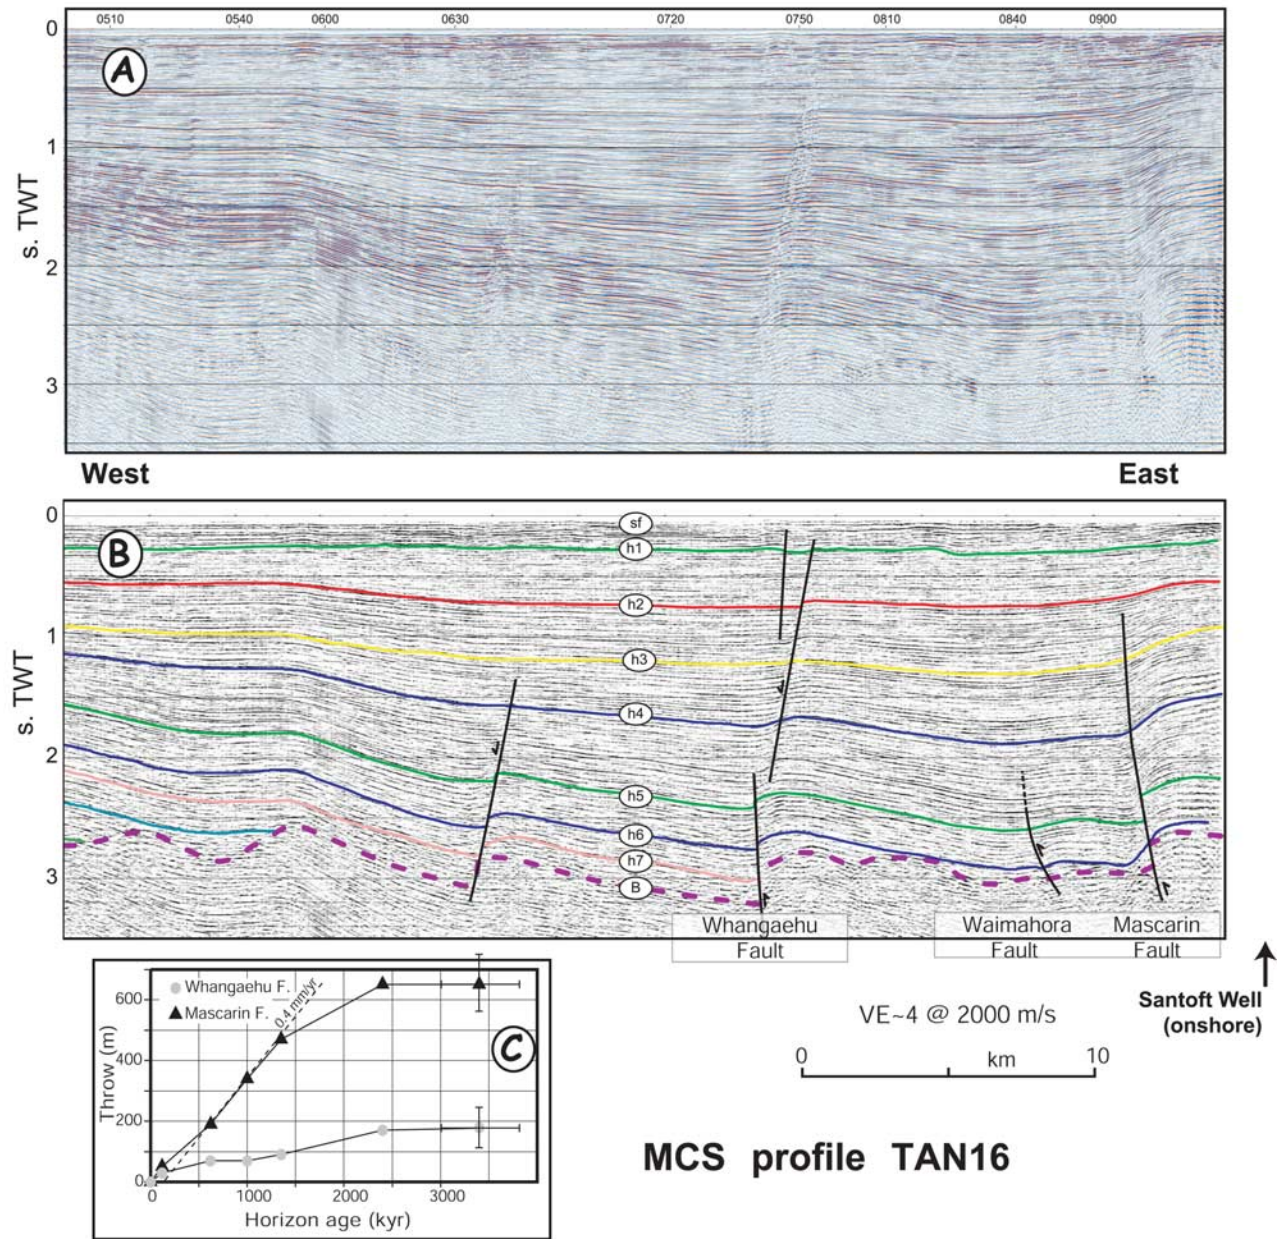 0510 0540 0600 0630 0720 0750 0810 0840 0900
0
A
1
s. TWT
2
3
West East
0
B
sf
h1
h2
1
h3
s. TWT
h4
2
h5
h6
h7
3
B
Whangaehu Waimahora Mascarin
Fault Fault Fault
Santoft Well
(onshore)
VE~4 @ 2000 m/s
0 km 10
MCS profile TAN16
Whangaehu F.
Mascarin F.
0.4 mm/yr
C
600
400
200
0
Throw (m)
0 1000 2000 3000
Horizon age (kyr)